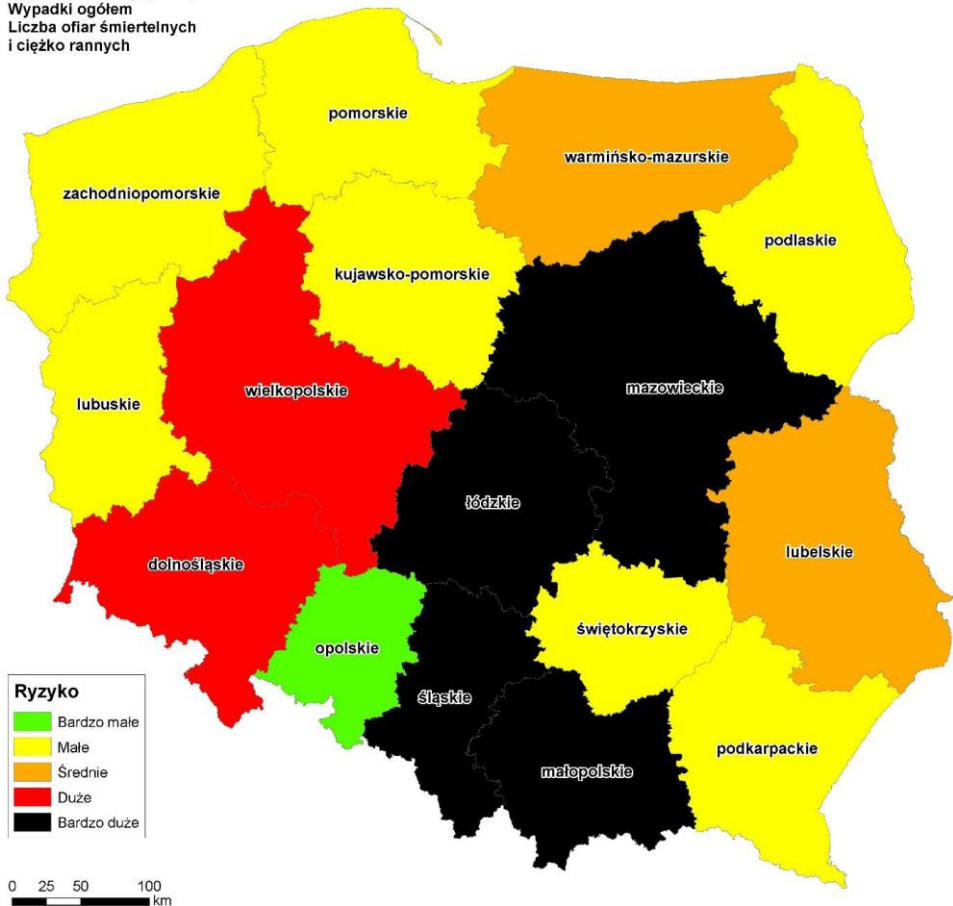 Wypadki ogółem
Liczba ofiar śmiertelnych
i ciężko rannych
pomorskie
warmińsko-mazurskie
zachodniopomorskie
podlaskie
kujawsko-pomorskie
wielkopolskie
mazowieckie
lubuskie
łódzkie
lubelskie
dolnośląskie
świętokrzyskie
opolskie
śląskie
podkarpackie
małopolskie
Ryzyko
Bardzo małe
Małe
Średnie
Duże
Bardzo duże
0 25 50 100
km